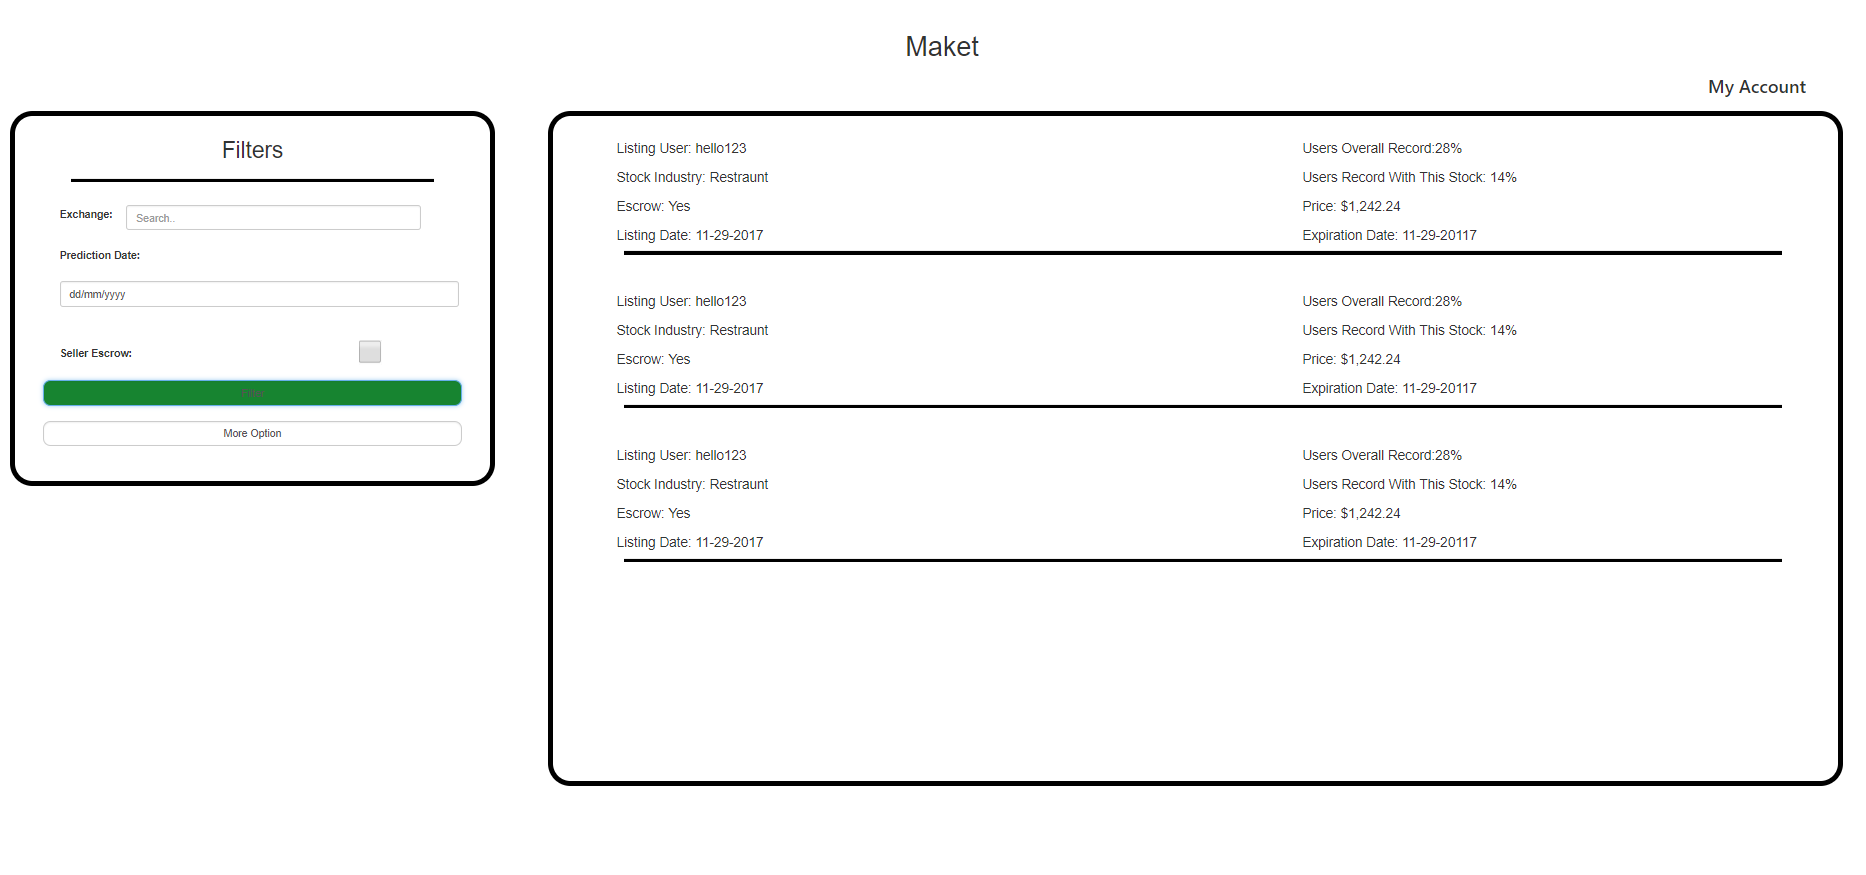 Maket
My Account
Filters
Exchange: Search..
Prediction Date:
dd/mm/yyyy
Seller Escrow:
Filter
More Option
Listing User: hello123
Users Overall Record:28%
Stock Industry: Restraunt
Users Record With This Stock: 14%
Escrow: Yes
Price: $1,242.24
Listing Date: 11-29-2017
Expiration Date: 11-29-20117
Listing User: hello123
Users Overall Record:28%
Stock Industry: Restraunt
Users Record With This Stock: 14%
Escrow: Yes
Price: $1,242.24
Listing Date: 11-29-2017
Expiration Date: 11-29-20117
Listing User: hello123
Users Overall Record:28%
Stock Industry: Restraunt
Users Record With This Stock: 14%
Escrow: Yes
Price: $1,242.24
Listing Date: 11-29-2017
Expiration Date: 11-29-20117